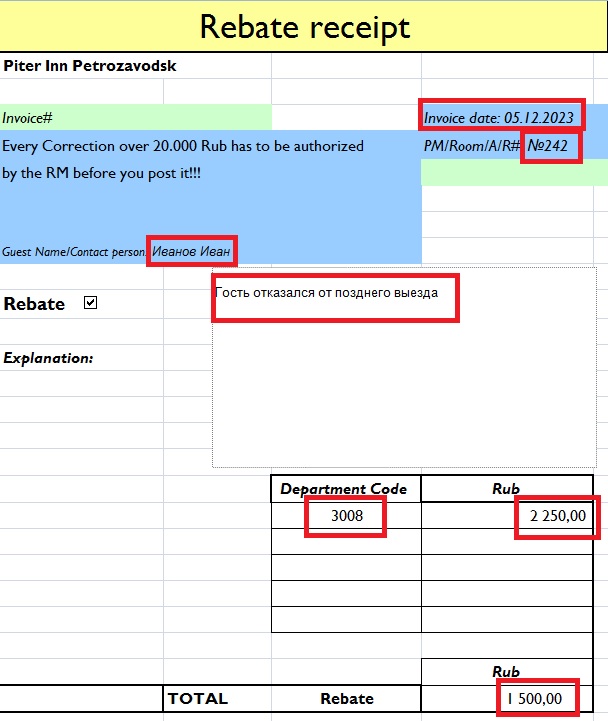 Rebate receipt
Piter Inn Petrozavodsk
Invoice#
Invoice date: 05.12.2023
Every Correction over 20.000 Rub has to be authorized
PM/Room/A/R# №242
by the RM before you post it!!!
Guest Name/Contact person: Иванов Иван
Гость отказался от позднего выезда
Rebate
Explanation:
Department Code Rub
3008 2 250,00
Rub
TOTAL Rebate 1 500,00